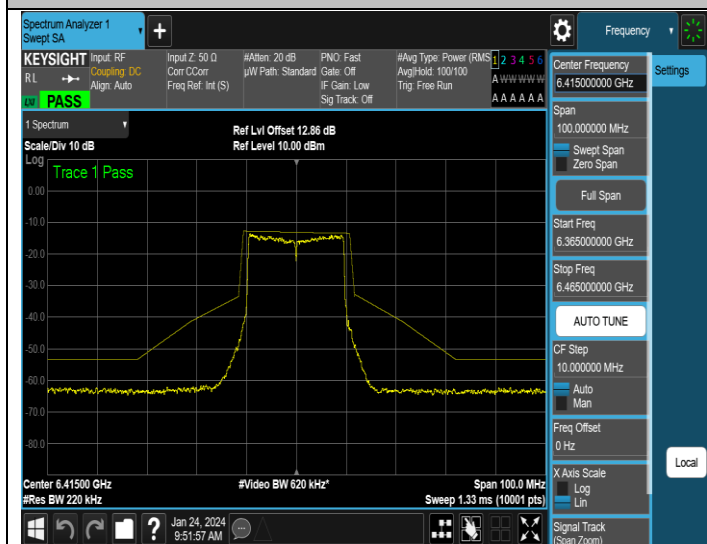 Spectrum Analyzer 1
Swept SA
Frequency
KEYSIGHT
RL
LXI PASS
Input: RF
Coupling: DC
Align: Auto
Input Z: 50 Ω
Corr CCorr
Freq Ref: Int (S)
#Atten: 20 dB
µW Path: Standard
PNO: Fast
Gate: Off
IF Gain: Low
Sig Track: Off
#Avg Type: Power (RMS
Avg|Hold: 100/100
Trig: Free Run
1 2 3 4 5 6
A W W W W W
A A A A A A
1 Spectrum
Scale/Div 10 dB
Ref Lvl Offset 12.86 dB
Ref Level 10.00 dBm
Log
Trace 1 Pass
0.00
-10.0
-20.0
-30.0
-40.0
-50.0
-60.0
-70.0
-80.0
Center 6.41500 GHz
#Res BW 220 kHz
#Video BW 620 kHz*
Span 100.0 MHz
Sweep 1.33 ms (10001 pts)
Jan 24, 2024
9:51:57 AM
Center Frequency
6.415000000 GHz
Span
100.000000 MHz
Swept Span
Zero Span
Full Span
Start Freq
6.365000000 GHz
Stop Freq
6.465000000 GHz
AUTO TUNE
CF Step
10.000000 MHz
Auto
Man
Freq Offset
0 Hz
X Axis Scale
Log
Lin
Signal Track
(Span Zoom)
Settings
Local